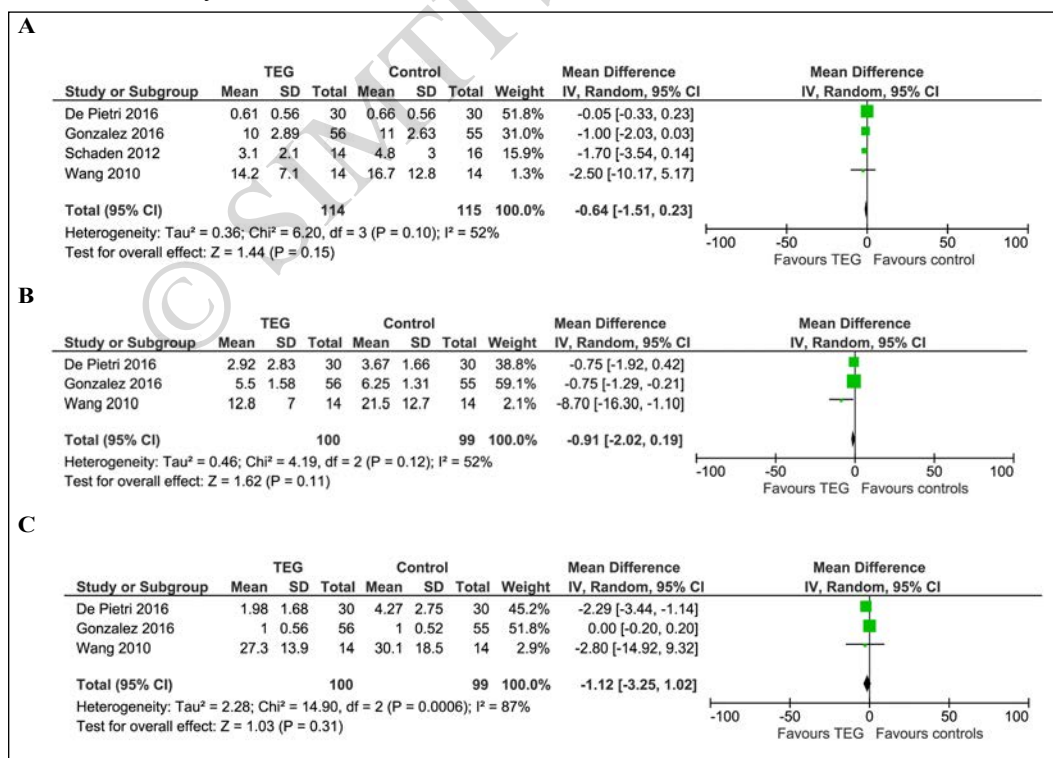 © SIMTI
A
TEG Control Mean Difference Mean Difference
Study or Subgroup Mean SD Total Mean SD Total Weight IV, Random, 95% CI IV, Random, 95% CI
De Pietri 2016 0.61 0.56 30 0.66 0.56 30 51.8% -0.05 [-0.33, 0.23]
Gonzalez 2016 10 2.89 56 11 2.63 55 31.0% -1.00 [-2.03, 0.03]
Schaden 2012 3.1 2.1 14 4.8 3 16 15.9% -1.70 [-3.54, 0.14]
Wang 2010 14.2 7.1 14 16.7 12.8 14 1.3% -2.50 [-10.17, 5.17]
Total (95% CI) 114 115 100.0% -0.64 [-1.51, 0.23]
Heterogeneity: Tau² = 0.36; Chi² = 6.20, df = 3 (P = 0.10); I² = 52%
Test for overall effect: Z = 1.44 (P = 0.15)
-100 -50 0 50 100
Favours TEG Favours control
B
TEG Control Mean Difference Mean Difference
Study or Subgroup Mean SD Total Mean SD Total Weight IV, Random, 95% CI IV, Random, 95% CI
De Pietri 2016 2.92 2.83 30 3.67 1.66 30 38.8% -0.75 [-1.92, 0.42]
Gonzalez 2016 5.5 1.58 56 6.25 1.31 55 59.1% -0.75 [-1.29, -0.21]
Wang 2010 12.8 7 14 21.5 12.7 14 2.1% -8.70 [-16.30, -1.10]
Total (95% CI) 100 99 100.0% -0.91 [-2.02, 0.19]
Heterogeneity: Tau² = 0.46; Chi² = 4.19, df = 2 (P = 0.12); I² = 52%
Test for overall effect: Z = 1.62 (P = 0.11)
-100 -50 0 50 100
Favours TEG Favours controls
C
TEG Control Mean Difference Mean Difference
Study or Subgroup Mean SD Total Mean SD Total Weight IV, Random, 95% CI IV, Random, 95% CI
De Pietri 2016 1.98 1.68 30 4.27 2.75 30 45.2% -2.29 [-3.44, -1.14]
Gonzalez 2016 1 0.56 56 1 0.52 55 51.8% 0.00 [-0.20, 0.20]
Wang 2010 27.3 13.9 14 30.1 18.5 14 2.9% -2.80 [-14.92, 9.32]
Total (95% CI) 100 99 100.0% -1.12 [-3.25, 1.02]
Heterogeneity: Tau² = 2.28; Chi² = 14.90, df = 2 (P = 0.0006); I² = 87%
Test for overall effect: Z = 1.03 (P = 0.31)
-100 -50 0 50 100
Favours TEG Favours controls